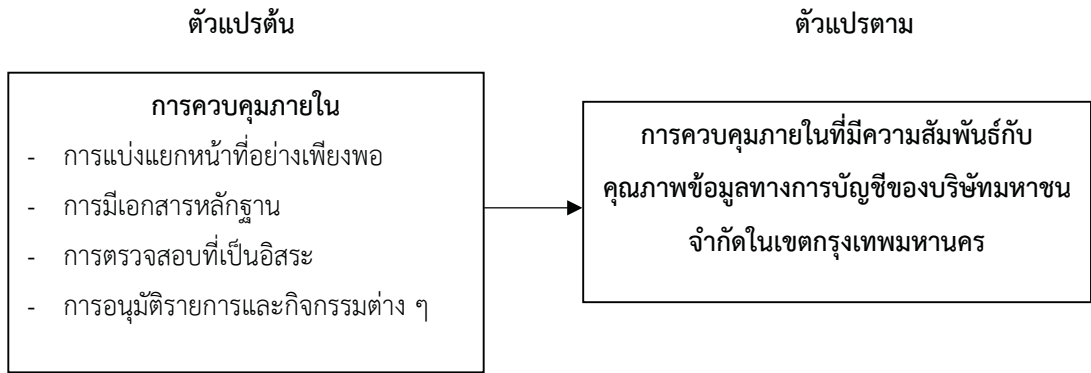 ตัวแปรต้น
ตัวแปรตาม
การควบคุมภายใน
- การแบ่งแยกหน้าที่อย่างเพียงพอ
- การมีเอกสารหลักฐาน
- การตรวจสอบที่เป็นอิสระ
- การอนุมัติรายการและกิจกรรมต่าง ๆ
การควบคุมภายในที่มีความสัมพันธ์กับ
คุณภาพข้อมูลทางการบัญชีของบริษัทมหาชน
จำกัดในเขตกรุงเทพมหานคร